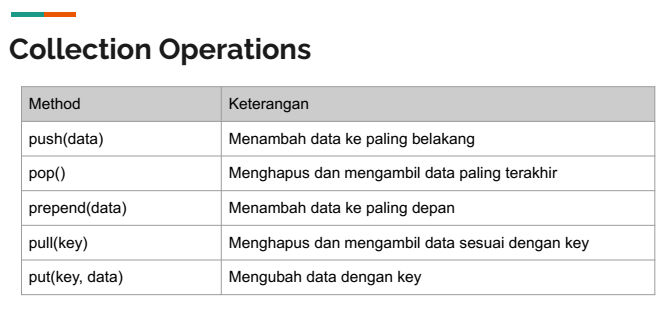 Collection Operations
Method Keterangan
push(data) Menambah data ke paling belakang
pop() Menghapus dan mengambil data paling terakhir
prepend(data) Menambah data ke paling depan
pull(key) Menghapus dan mengambil data sesuai dengan key
put(key, data) Mengubah data dengan key